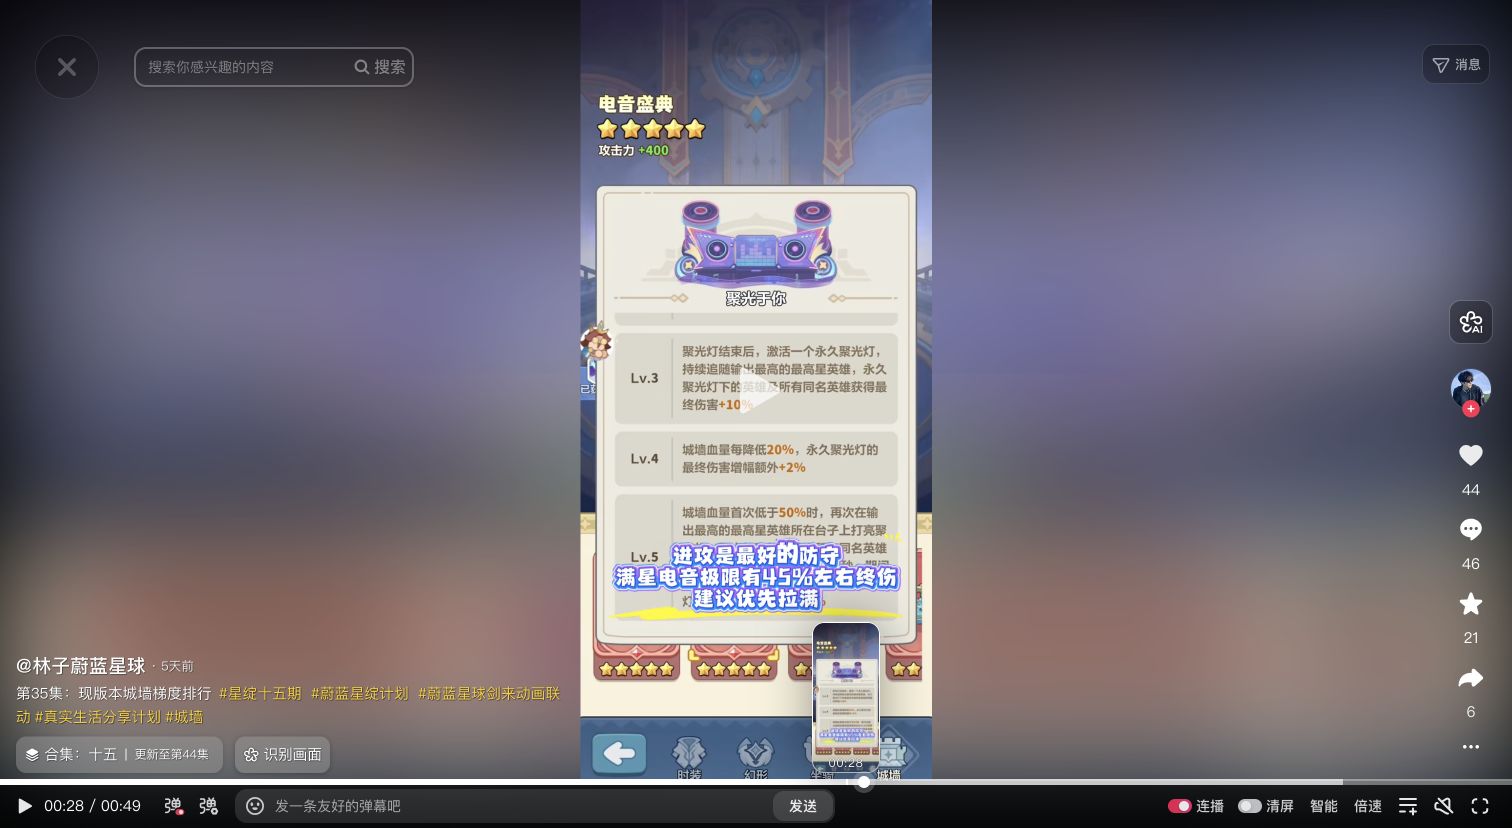 搜索你感兴趣的内容
搜索
消息
电音盛典
攻击力 +400
聚光于你
Lv.3
聚光灯结束后，激活一个永久聚光灯，
持续追随输出最高的最高星英雄，永久
聚光灯下的英雄及所有同名英雄获得最
终伤害+10%
Lv.4
城墙血量每降低20%，永久聚光灯的
最终伤害增幅额外+2%
Lv.5
城墙血量首次低于50%时，再次在输
出最高的最高星英雄所在台子上打亮聚
同名英雄
进攻是最好的防守
满星电音极限有45%左右终伤
建议优先拉满
AI
44
46
21
6
@林子蔚蓝星球 · 5天前
第35集：现版本城墙梯度排行 #星绽十五期 #蔚蓝星绽计划 #蔚蓝星球剑来动画联
动 #真实生活分享计划 #城墙
合集：十五 | 更新至第44集
识别画面
时装
幻形
城墙
00:28
00:28 / 00:49
弹
弹
发一条友好的弹幕吧
发送
连播
清屏
智能
倍速